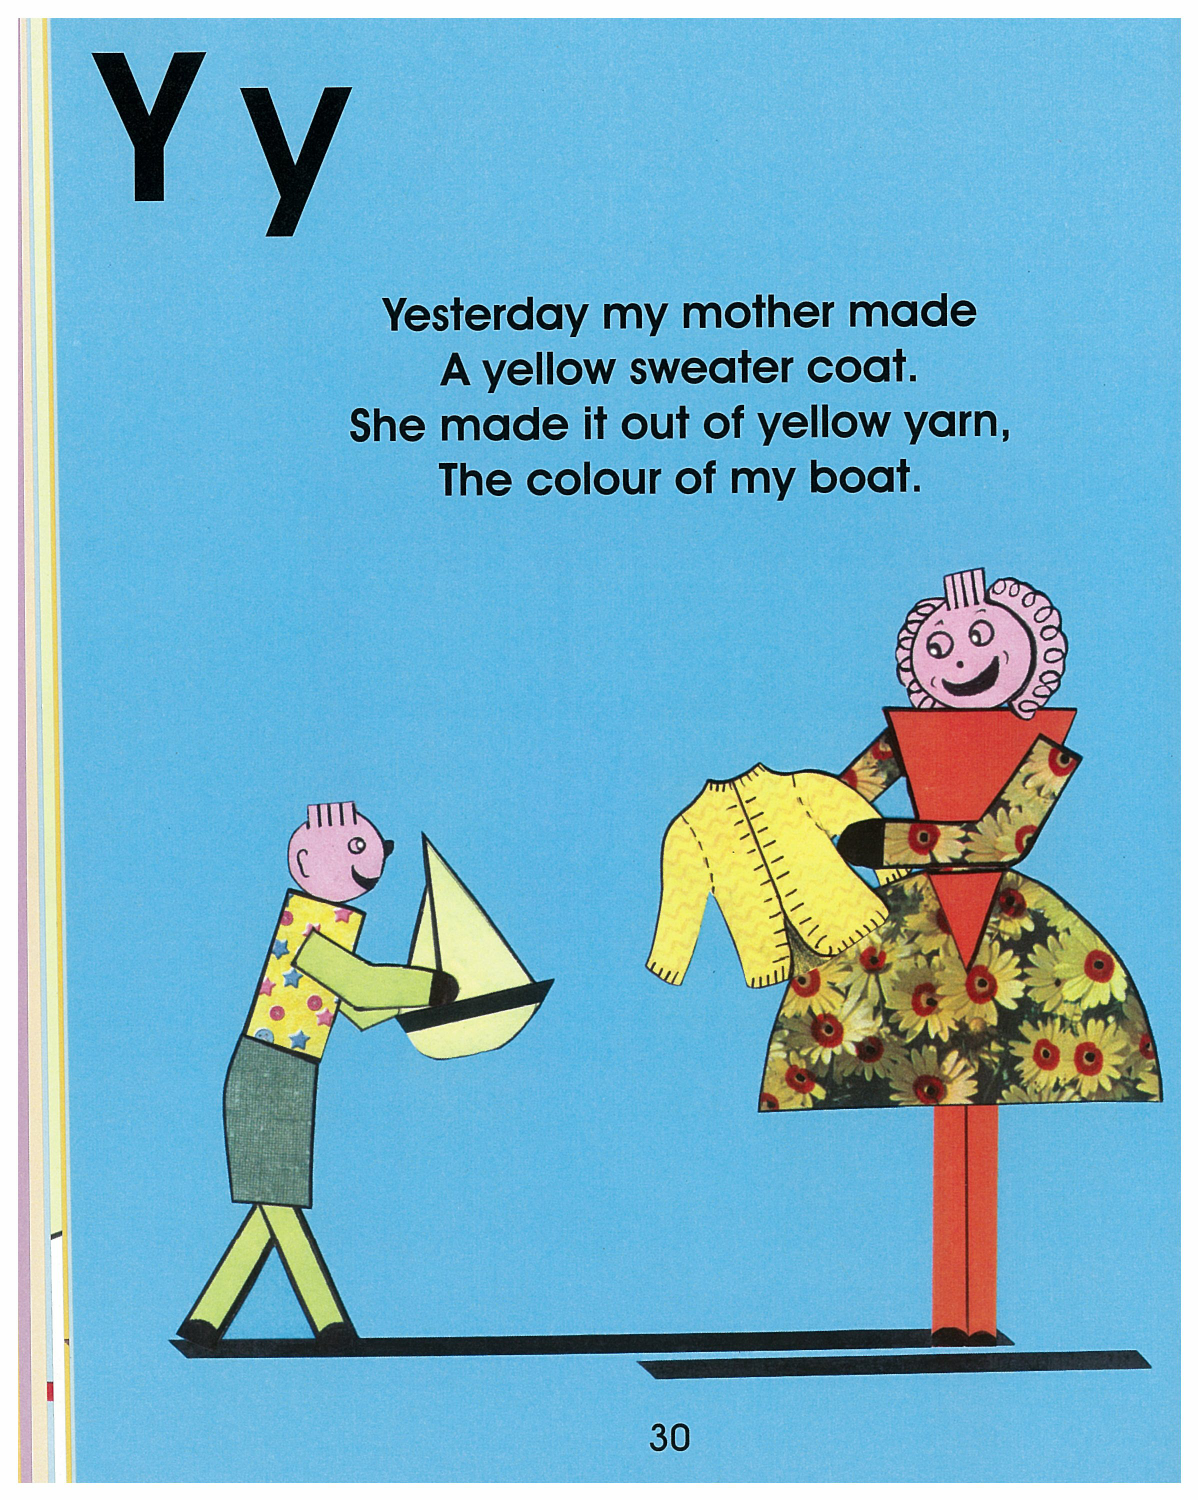 Y y
Yesterday my mother made
A yellow sweater coat.
She made it out of yellow yarn,
The colour of my boat.
30